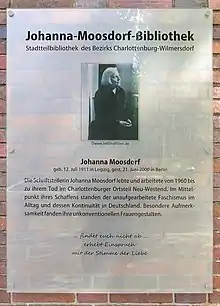 Johanna-Moosdorf-Bibliothek
Stadtteilbibliothek des Bezirks Charlottenburg-Wilmersdorf
Johanna Moosdorf
geb. 12. Juli 1911 in Leipzig, gest. 21. Juni 2000 in Berlin
Die Schriftstellerin Johanna Moosdorf lebte und arbeitete von 1960 bis
zu ihrem Tod im Charlottenburger Ortsteil Neu-Westend. Im Mittel-
punkt ihres Schaffens standen der unaufgearbeitete Faschismus im
Alltag und dessen Kontinuität in Deutschland. Besondere Aufmerk-
samkeit fanden ihre unkonventionellen Frauengestalten.
findet euch nicht ab
erhebt Einspruch
mit der Stimme der Liebe